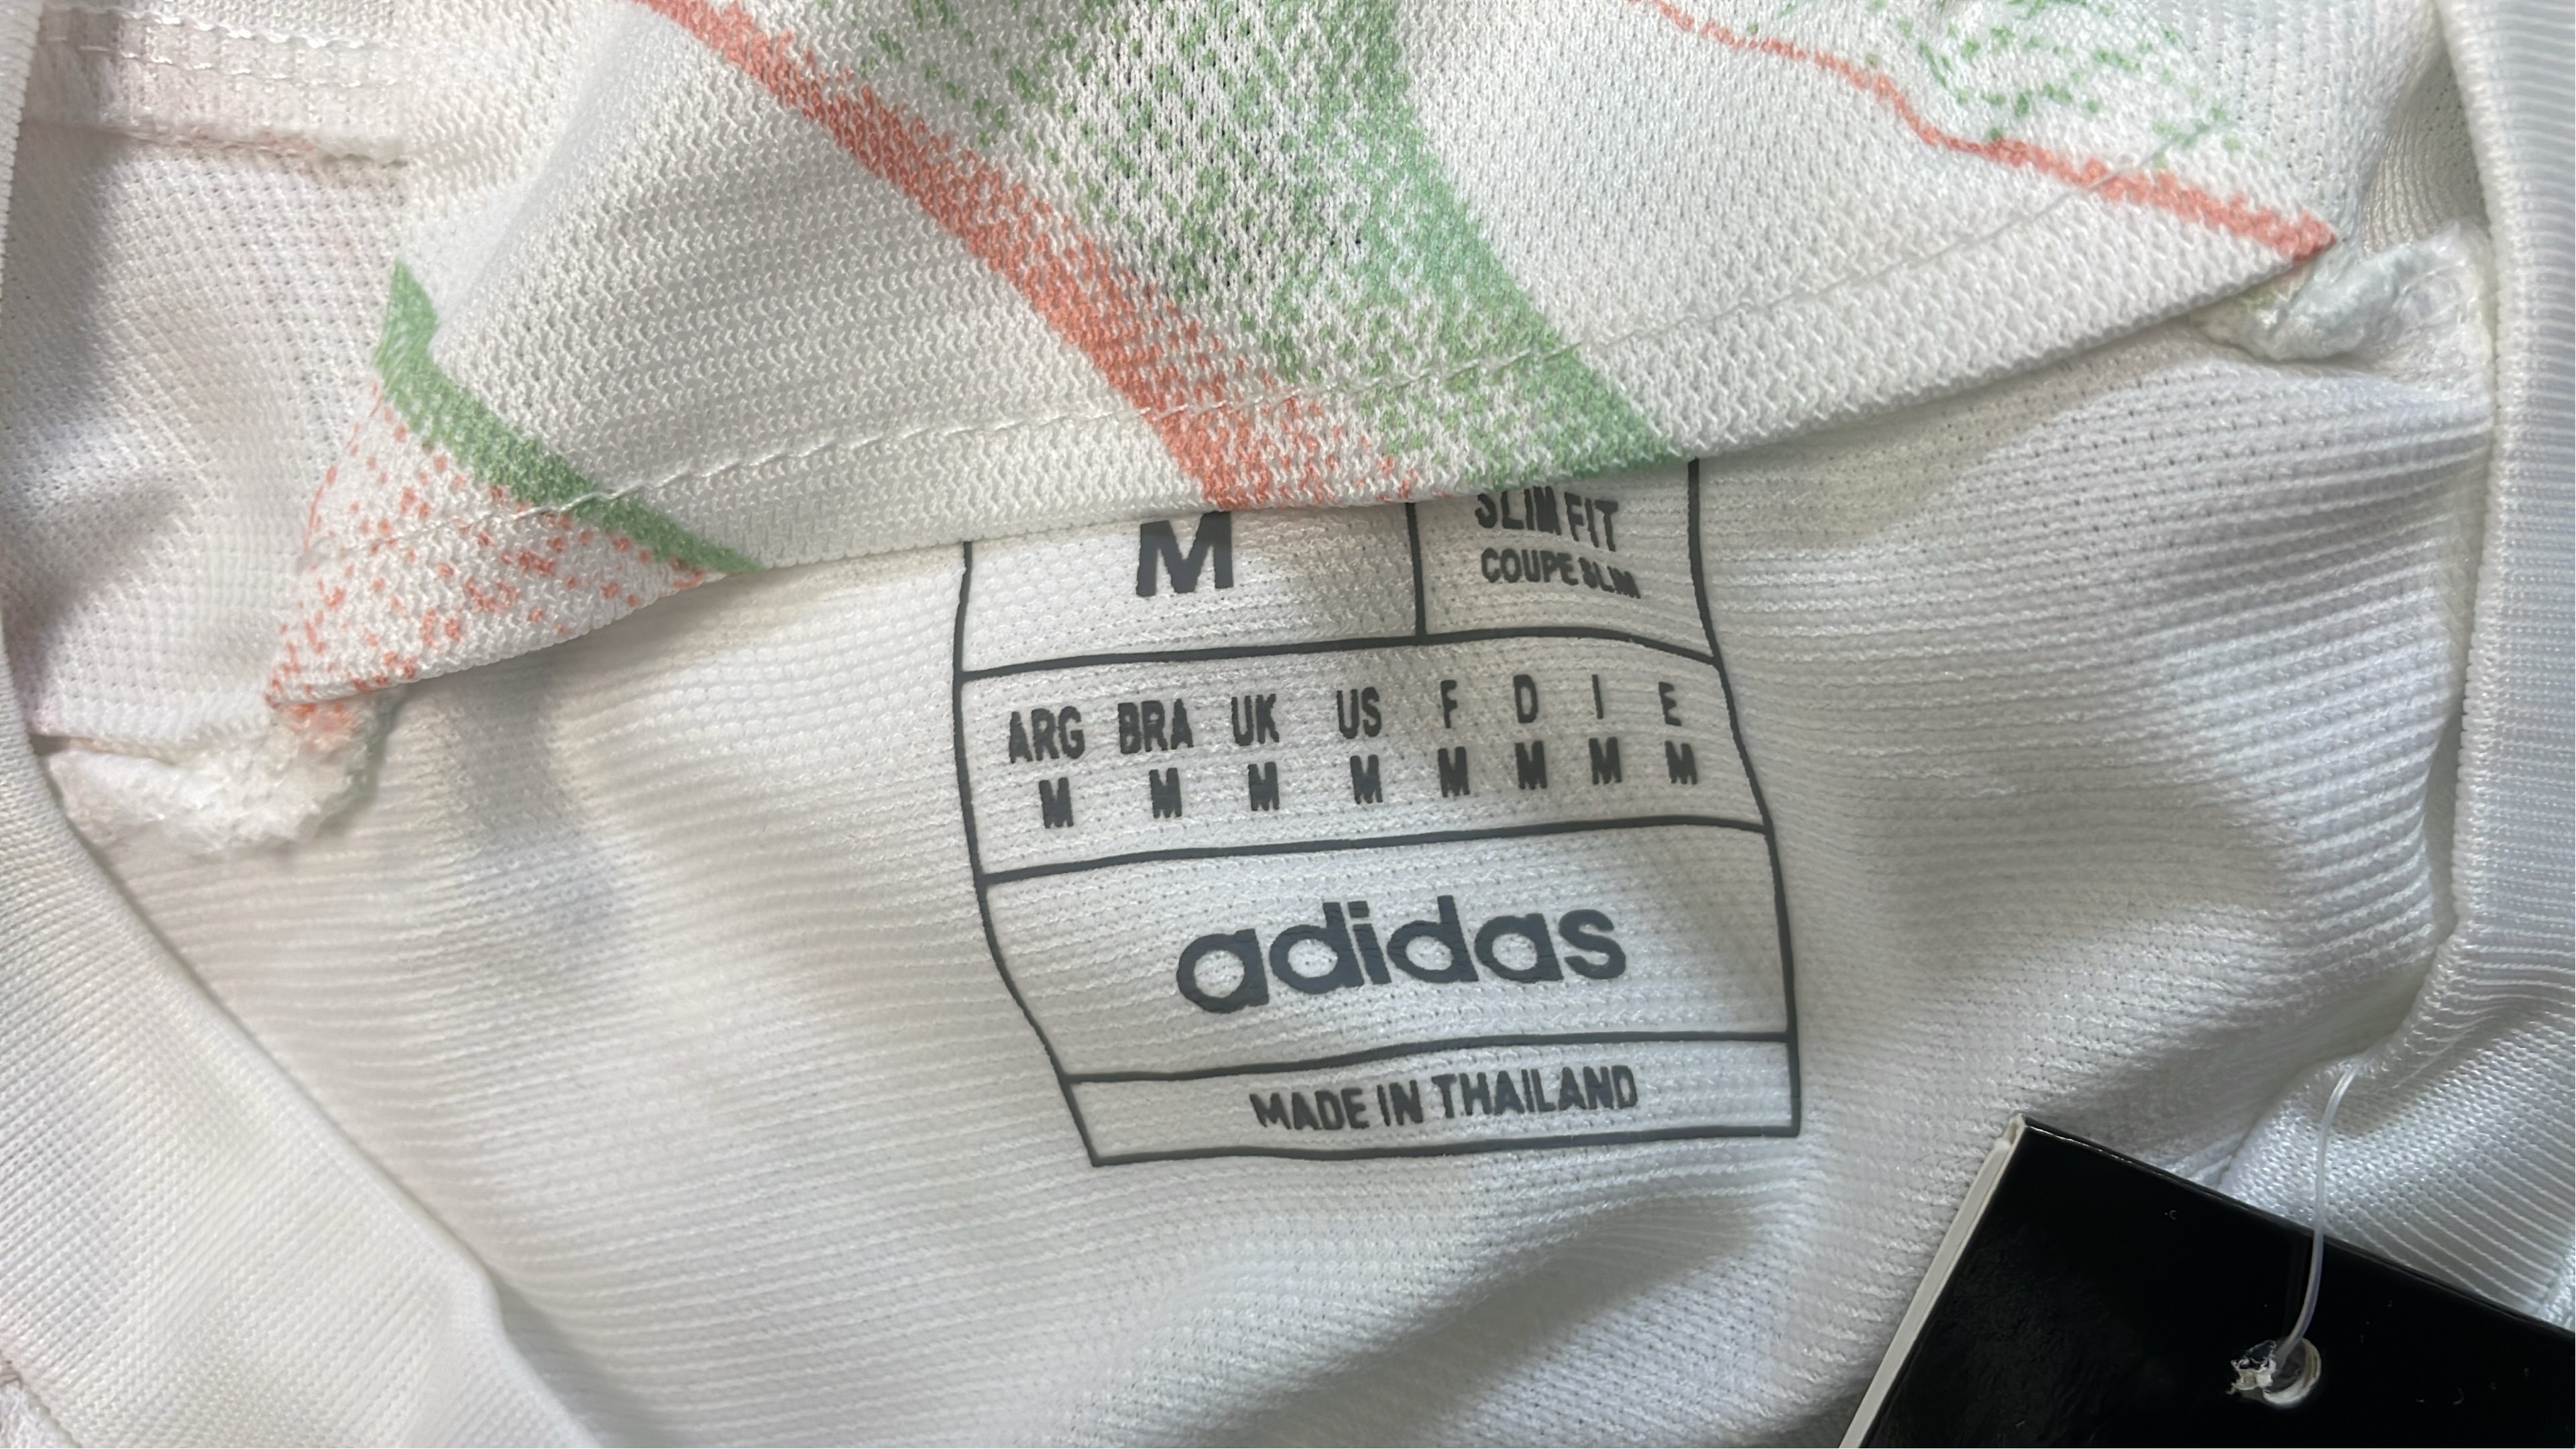 M
SLIM FIT
COUPE SLIM
ARG BRA UK US F D I E
M M M M M M M M
adidas
MADE IN THAILAND